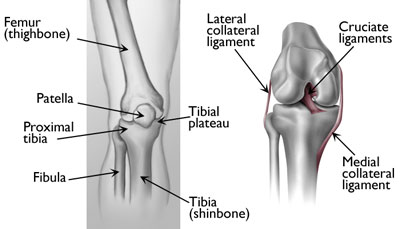 Femur
(thighbone)
Patella
Proximal
tibia
Fibula
Tibial
plateau
Tibia
(shinbone)
Lateral
collateral
ligament
Cruciate
ligaments
Medial
collateral
ligament